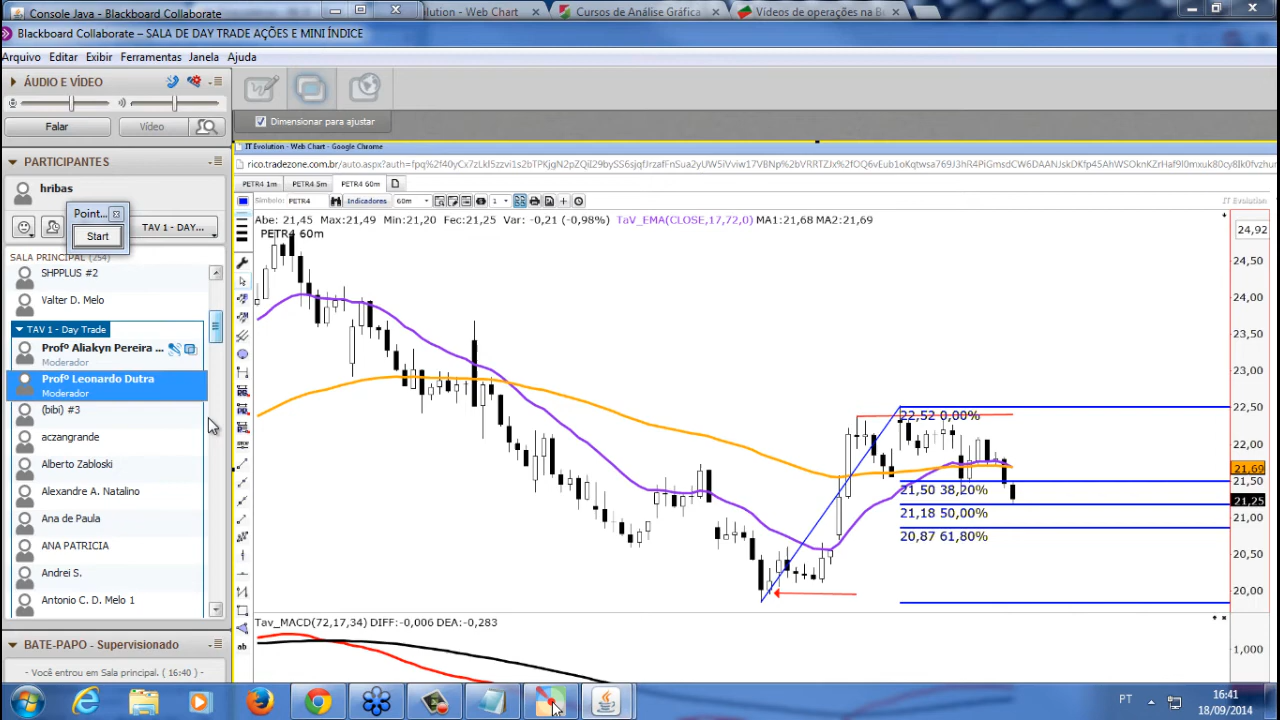 Console Java - Blackboard Collaborate
olution - Web Chart
Cursos de Análise Gráfica
Vídeos de operações na B
Blackboard Collaborate – SALA DE DAY TRADE AÇÕES E MINI ÍNDICE
Arquivo Editar Exibir Ferramentas Janela Ajuda
ÁUDIO E VÍDEO
Dimensionar para ajustar
Falar
Vídeo
IT Evolution - Web Chart - Google Chrome
PARTICIPANTES
PETR4 1m PETR4 5m PETR4 60m
hribas
Símbolo: PETR4 Indicadores 60m 1
IT Evolution
Point...
Start
TAV 1 - DAY...
Abe: 21,45 Max:21,49 Min:21,20 Fec:21,25 Var: -0,21 (-0,98%) TaV_EMA(CLOSE,17,72,0) MA1:21,68 MA2:21,69
PETR4 60m
24,92
24,50
24,00
23,50
23,00
22,50
22,00
21,69
21,50
21,25
21,00
20,50
20,00
22,52 0,00%
21,50 38,20%
21,18 50,00%
20,87 61,80%
SALA PRINCIPAL (254)
SHPPLUS #2
Valter D. Melo
TAV 1 - Day Trade
Profº Aliakyn Pereira ...
Moderador
Profº Leonardo Dutra
Moderador
(bibi) #3
aczangrande
Alberto Zabloski
Alexandre A. Natalino
Ana de Paula
ANA PATRICIA
Andrei S.
Antonio C. D. Melo 1
Tav_MACD(72,17,34) DIFF:-0,006 DEA:-0,283
1,000
BATE-PAPO - Supervisionado
- Você entrou em Sala principal. ( 16:40 ) -
PT
16:41
18/09/2014